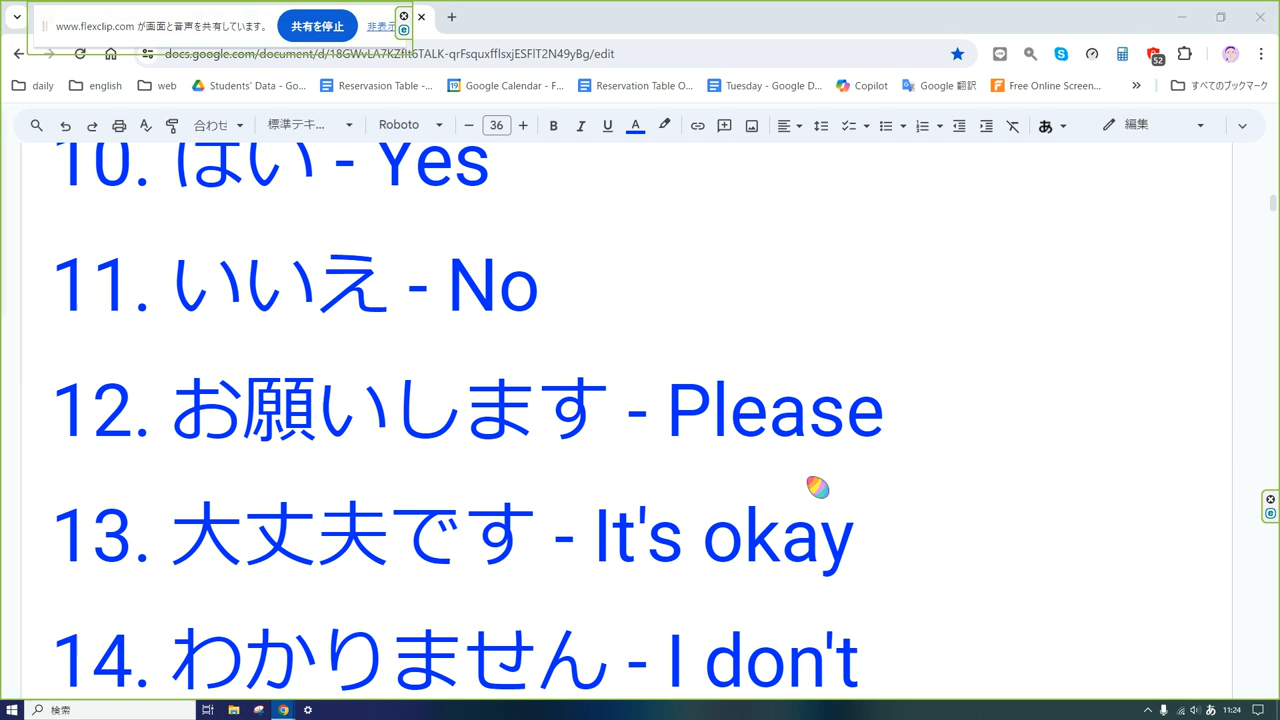 www.flexclip.com が画面と音声を共有しています。 共有を停止 非表示
docs.google.com/document/d/18GWvLAZKZflt6TALK-qrFsquxfflsxjESFlT2N49yBg/edit
52
daily english web Students' Data - Go... Reservasion Table -... Google Calendar - F... Reservation Table O... Tuesday - Google D... Copilot Google 翻訳 Free Online Screen... » すべてのブックマーク
合わせ 標準テキ... Roboto 36 B I U A あ 編集
10. はい - Yes
11. いいえ - No
12. お願いします - Please
13. 大丈夫です - It's okay
14. わかりません - I don't
検索 あ 11:24